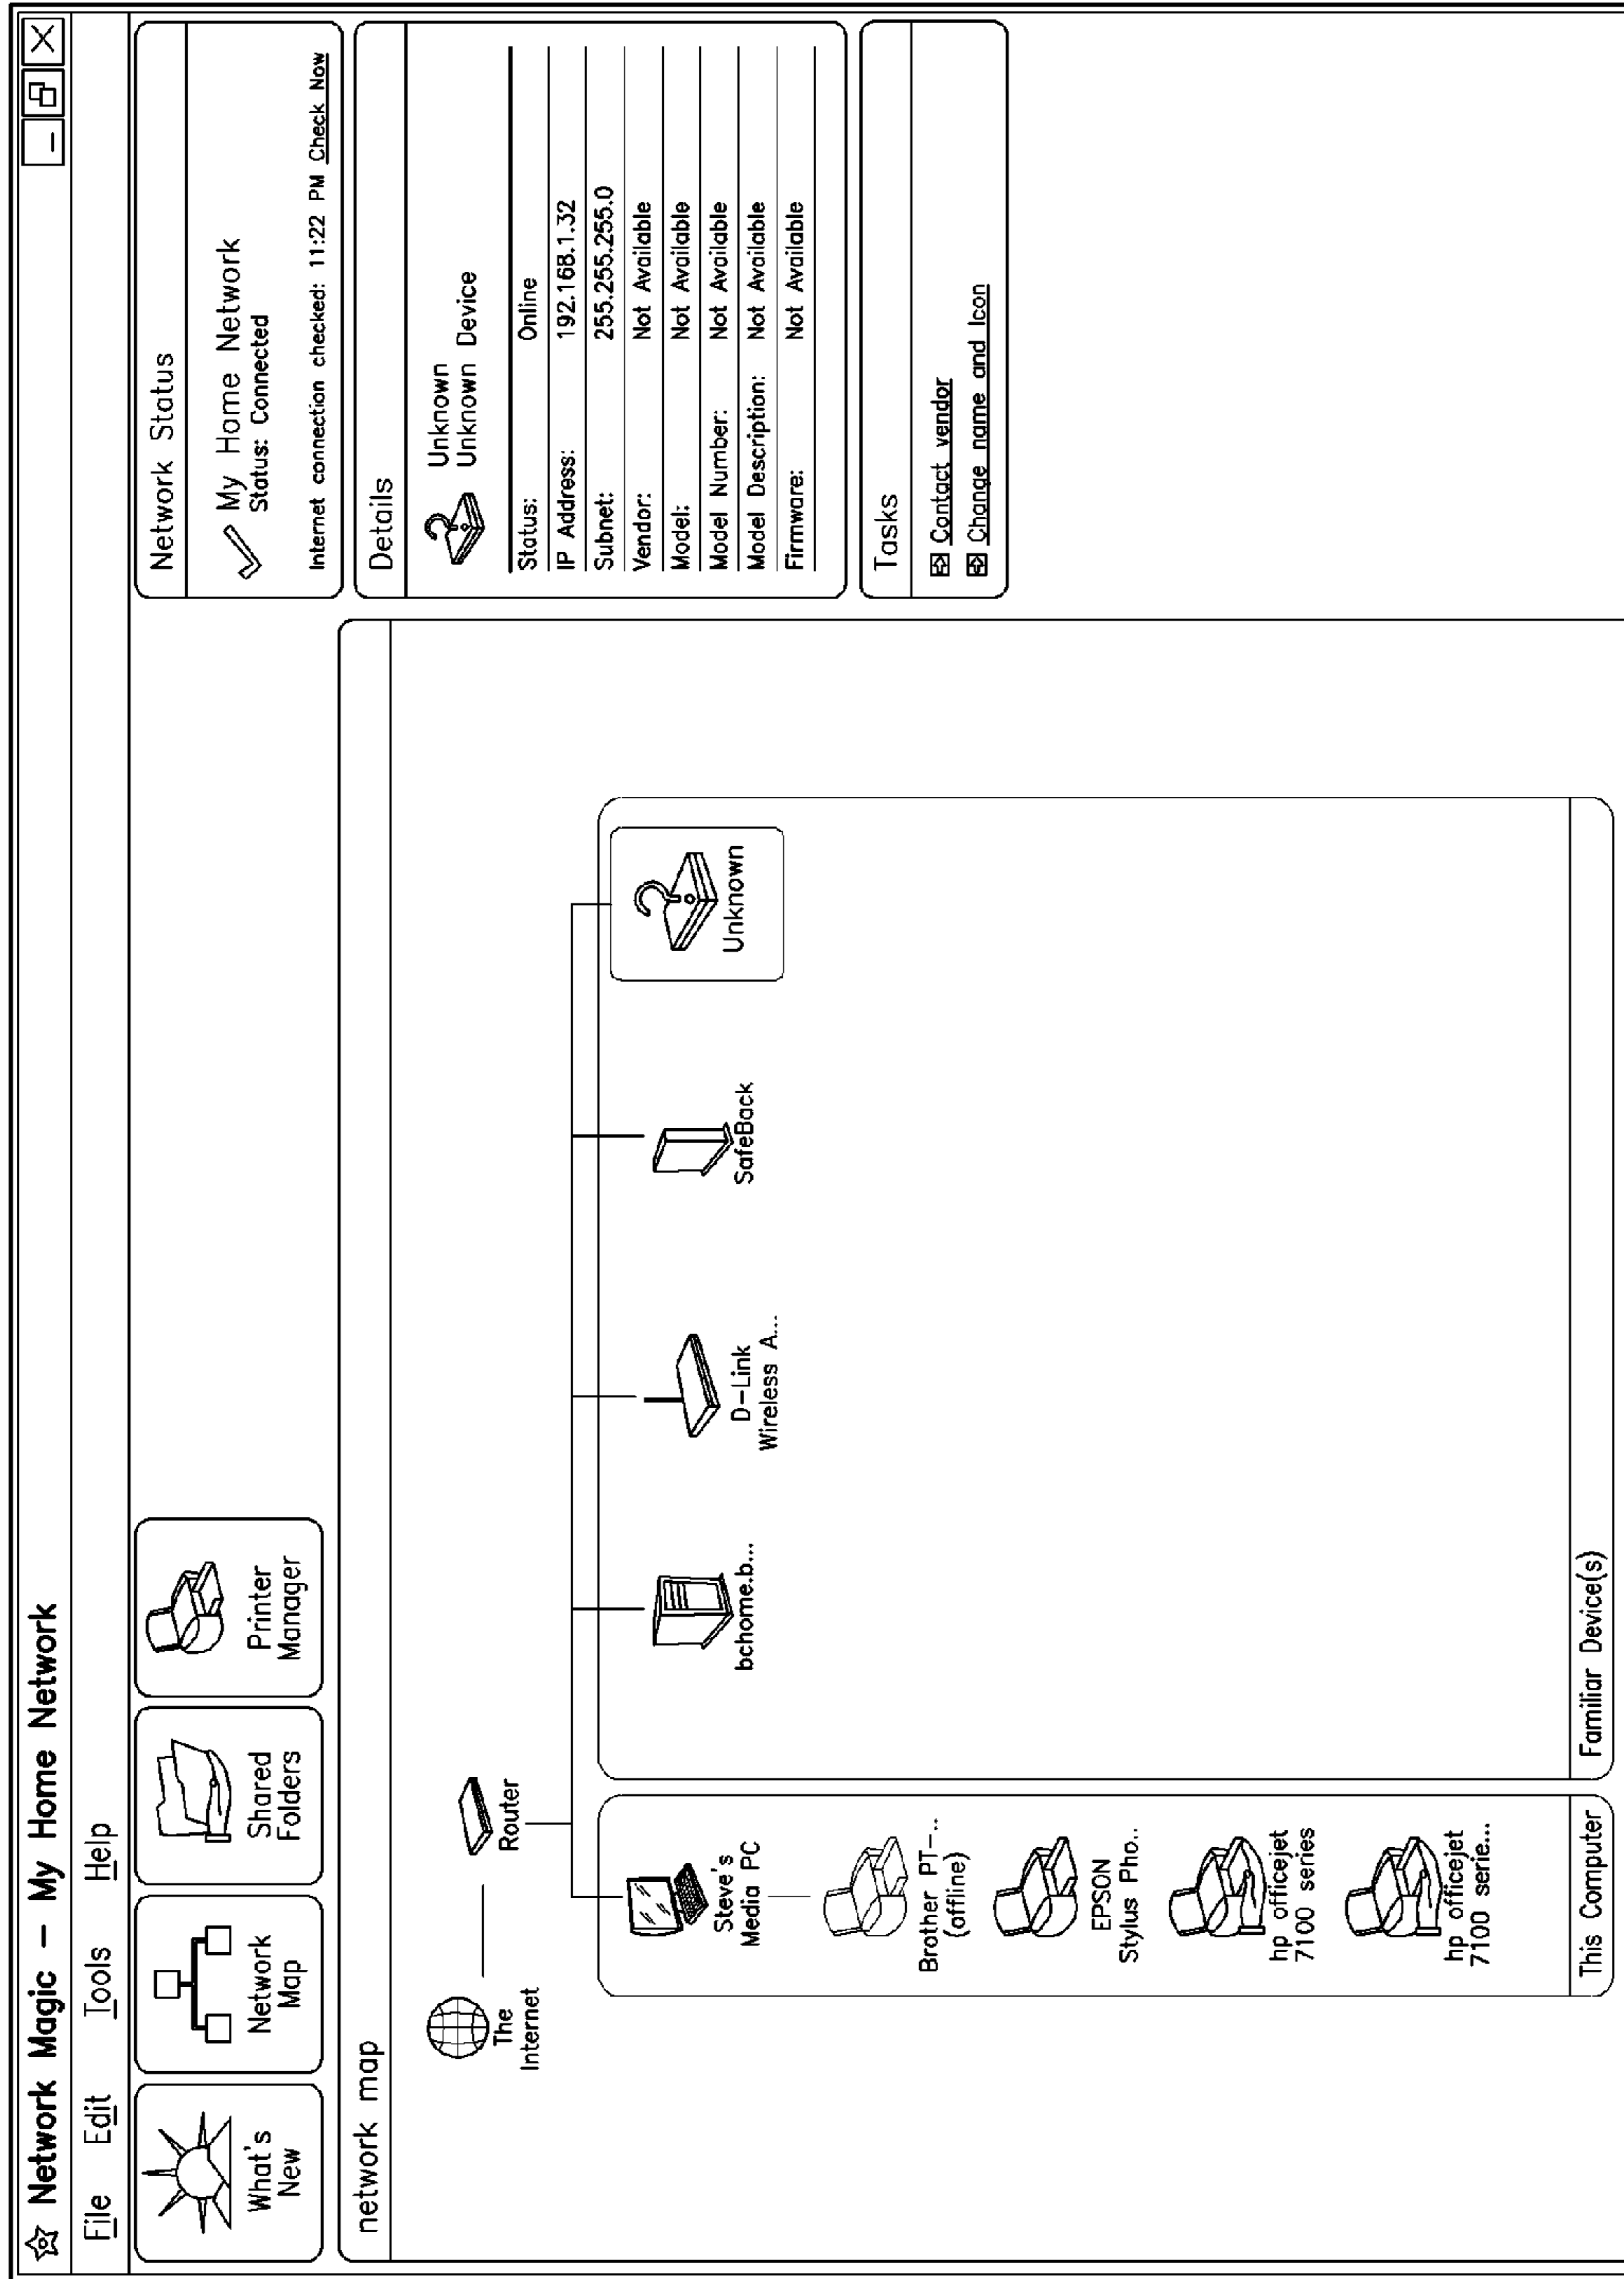 Network Magic – My Home Network
File Edit Tools Help
What's
New
Network
Map
Shared
Folders
Printer
Manager
Network Status
My Home Network
Status: Connected
Internet connection checked: 11:22 PM Check Now
Details
Unknown
Unknown Device
Status: Online
IP Address: 192.168.1.32
Subnet: 255.255.255.0
Vendor: Not Available
Model: Not Available
Model Number: Not Available
Model Description: Not Available
Firmware: Not Available
Tasks
Contact vendor
Change name and Icon
network map
The
Internet
Router
Steve's
Media PC
Brother PT-..
(offline)
EPSON
Stylus Pho..
hp officejet
7100 series
hp officejet
7100 serie...
This Computer
bchome.b...
D-Link
Wireless A...
SafeBack
Unknown
Familiar Device(s)